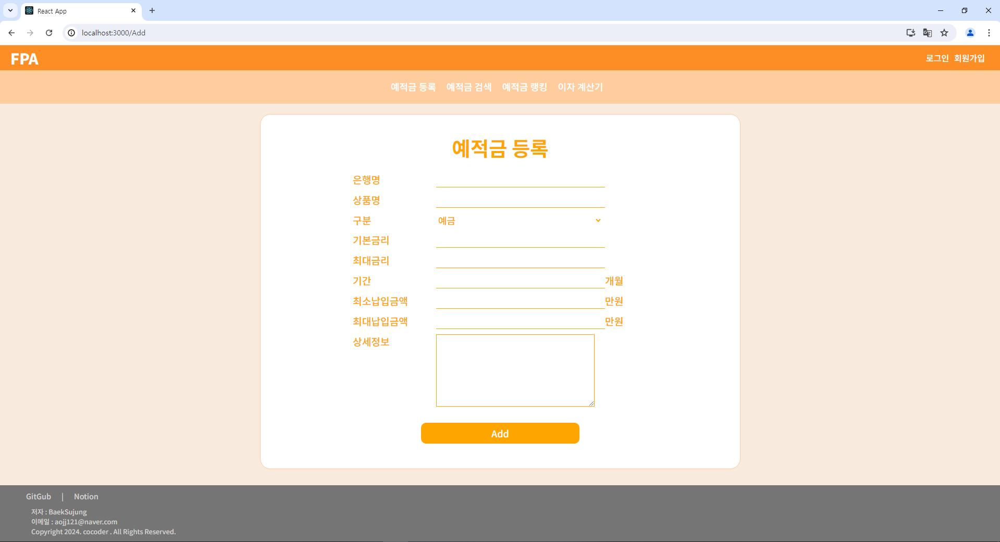 React App
localhost:3000/Add
FPA
로그인 회원가입
예적금 등록 예적금 검색 예적금 랭킹 이자 계산기
예적금 등록
은행명
상품명
구분 예금
기본금리
최대금리
기간 개월
최소납입금액 만원
최대납입금액 만원
상세정보
Add
GitGub | Notion
저자 : BaekSujung
이메일 : aojj121@naver.com
Copyright 2024. cocoder . All Rights Reserved.